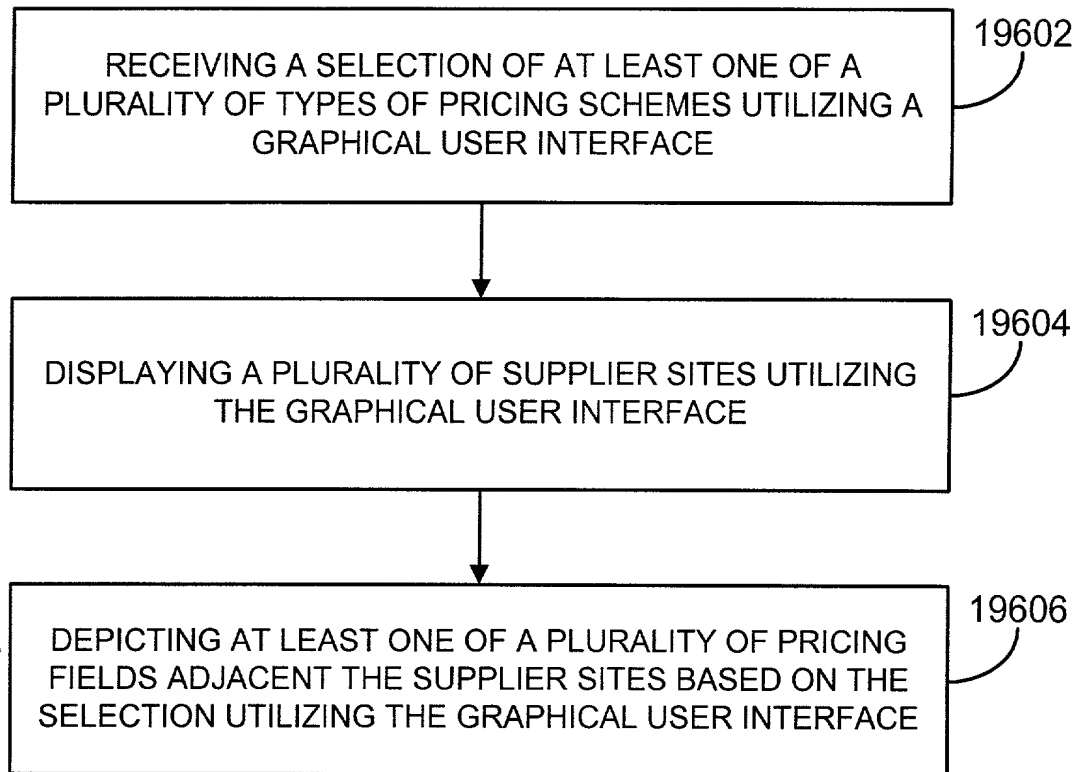 19602
RECEIVING A SELECTION OF AT LEAST ONE OF A
PLURALITY OF TYPES OF PRICING SCHEMES UTILIZING A
GRAPHICAL USER INTERFACE
19604
DISPLAYING A PLURALITY OF SUPPLIER SITES UTILIZING
THE GRAPHICAL USER INTERFACE
19606
DEPICTING AT LEAST ONE OF A PLURALITY OF PRICING
FIELDS ADJACENT THE SUPPLIER SITES BASED ON THE
SELECTION UTILIZING THE GRAPHICAL USER INTERFACE